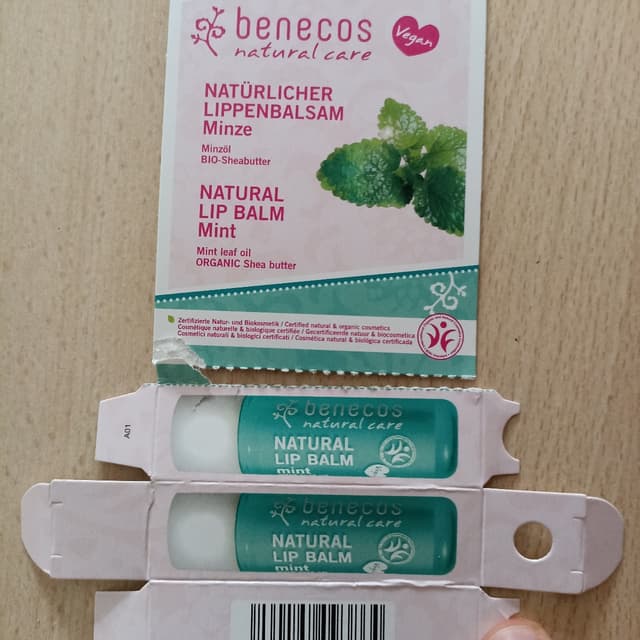 benecos
natural care
Vegan
NATÜRLICHER
LIPPENBALSAM
Minze
Minzöl
BIO-Sheabutter
NATURAL
LIP BALM
Mint
Mint leaf oil
ORGANIC Shea butter
Zertifizierte Natur- und Biokosmetik / Certified natural & organic cosmetics
Cosmétique naturelle & biologique certifiée / Gecertificeerde natuur & biocosmetica
Cosmetici naturali & biologici certificati / Cosmética natural & biológica certificada
A01
benecos
natural care
NATURAL
LIP BALM
mint
benecos
natural care
NATURAL
LIP BALM
mint